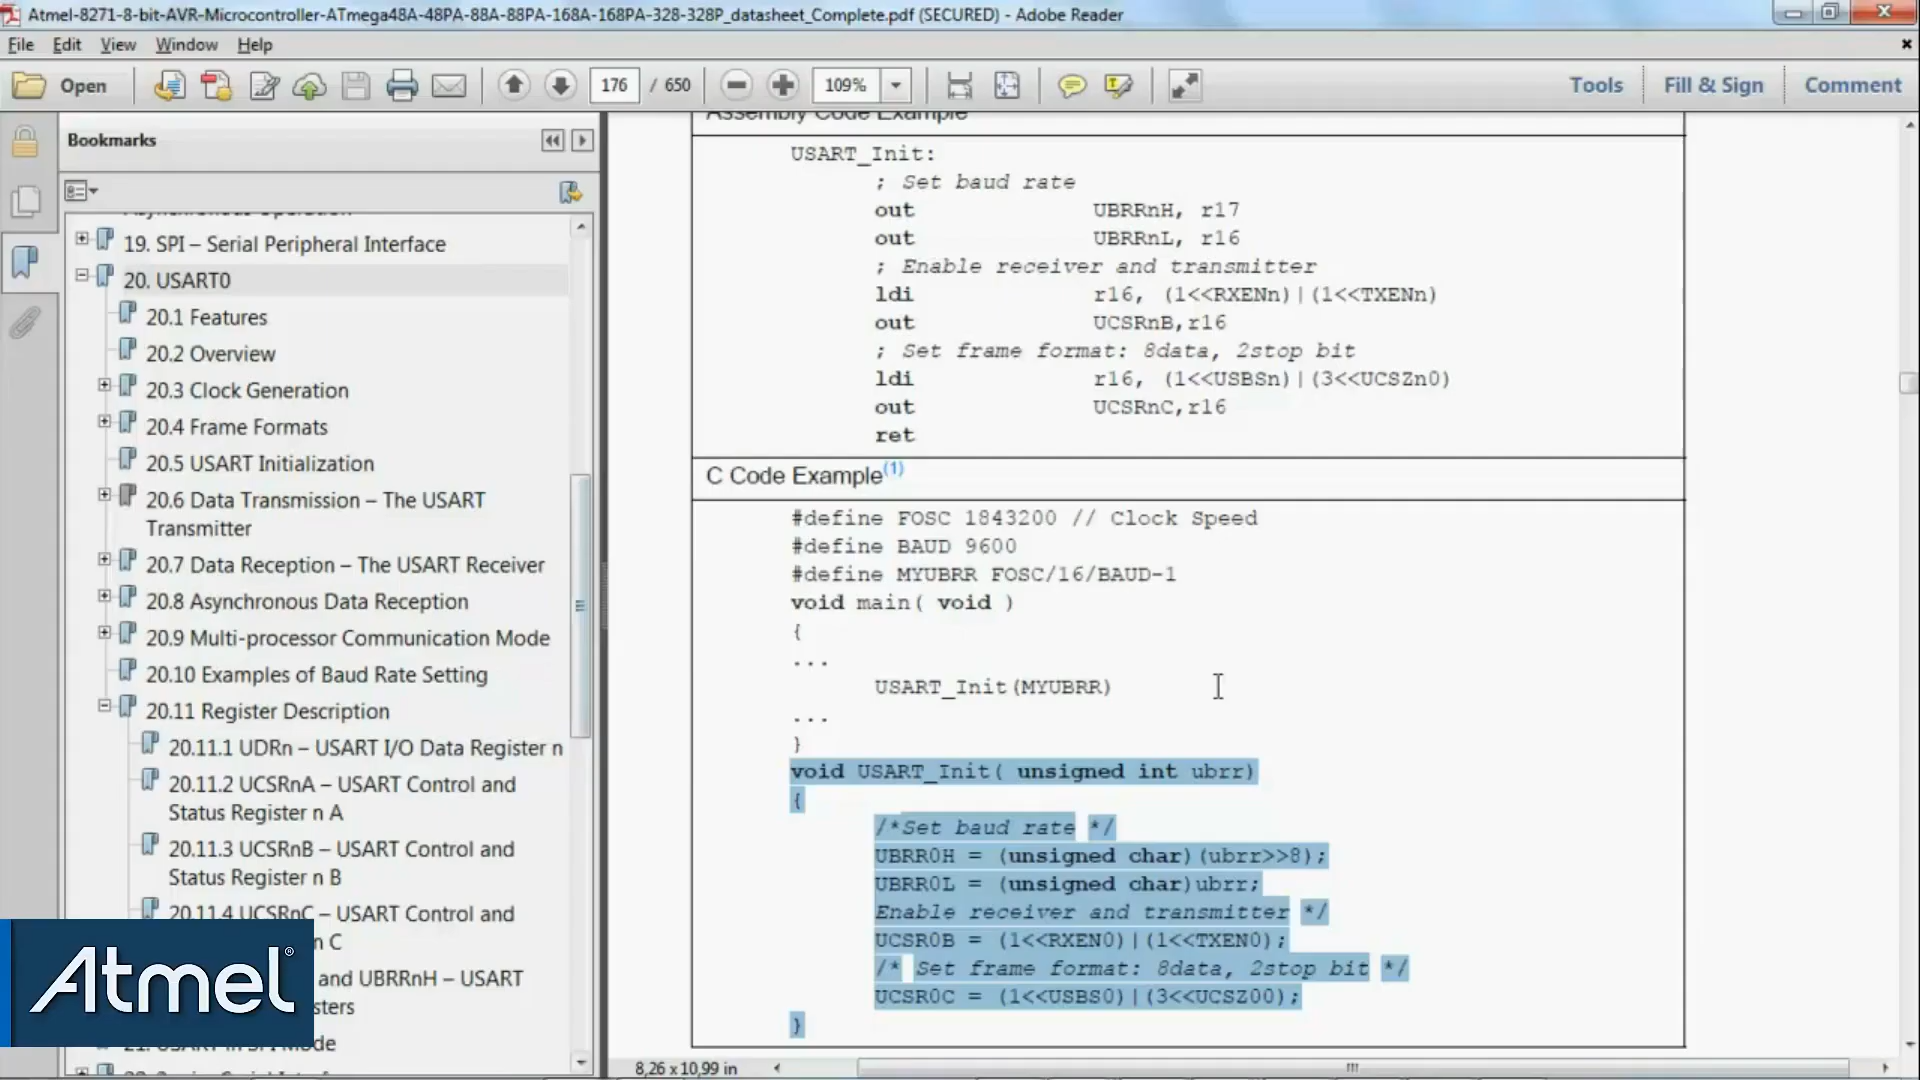 Atmel-8271-8-bit-AVR-Microcontroller-ATmega48A-48PA-88A-88PA-168A-168PA-328-328P_datasheet_Complete.pdf (SECURED) - Adobe Reader
File Edit View Window Help
Open 176 / 650 109% Tools Fill & Sign Comment
Bookmarks
19. SPI – Serial Peripheral Interface
20. USART0
20.1 Features
20.2 Overview
20.3 Clock Generation
20.4 Frame Formats
20.5 USART Initialization
20.6 Data Transmission – The USART
Transmitter
20.7 Data Reception – The USART Receiver
20.8 Asynchronous Data Reception
20.9 Multi-processor Communication Mode
20.10 Examples of Baud Rate Setting
20.11 Register Description
20.11.1 UDRn – USART I/O Data Register n
20.11.2 UCSRnA – USART Control and
Status Register n A
20.11.3 UCSRnB – USART Control and
Status Register n B
20.11.4 UCSRnC – USART Control and
n C
and UBRRnH – USART
sters
Atmel®
Assembly Code Example
USART_Init:
; Set baud rate
out UBRRnH, r17
out UBRRnL, r16
; Enable receiver and transmitter
ldi r16, (1<<RXENn)|(1<<TXENn)
out UCSRnB,r16
; Set frame format: 8data, 2stop bit
ldi r16, (1<<USBSn)|(3<<UCSZn0)
out UCSRnC,r16
ret
C Code Example(1)
#define FOSC 1843200 // Clock Speed
#define BAUD 9600
#define MYUBRR FOSC/16/BAUD-1
void main( void )
{
...
USART_Init(MYUBRR)
...
}
void USART_Init( unsigned int ubrr)
{
/*Set baud rate */
UBRR0H = (unsigned char)(ubrr>>8);
UBRR0L = (unsigned char)ubrr;
Enable receiver and transmitter */
UCSR0B = (1<<RXEN0)|(1<<TXEN0);
/* Set frame format: 8data, 2stop bit */
UCSR0C = (1<<USBS0)|(3<<UCSZ00);
}
8,26 x 10,99 in